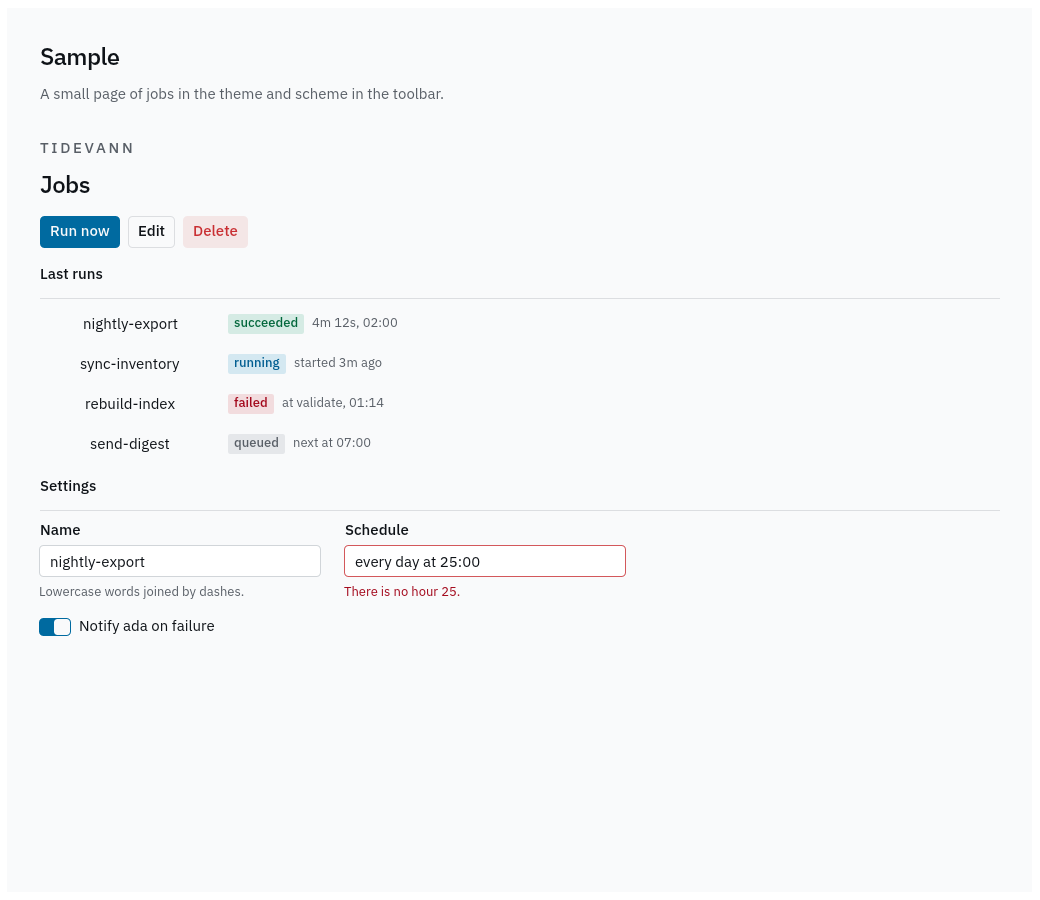 Sample
A small page of jobs in the theme and scheme in the toolbar.
TIDEVANN
Jobs
Run now Edit Delete
Last runs
nightly-export succeeded 4m 12s, 02:00
sync-inventory running started 3m ago
rebuild-index failed at validate, 01:14
send-digest queued next at 07:00
Settings
Name Schedule
nightly-export every day at 25:00
Lowercase words joined by dashes. There is no hour 25.
Notify ada on failure